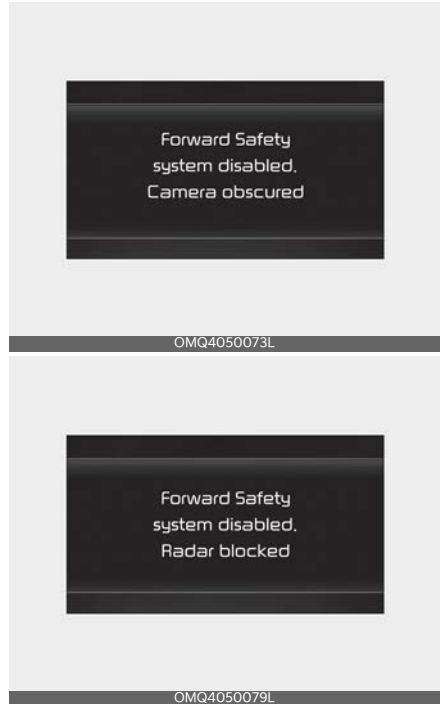 Forward Safety
system disabled.
Camera obscured
OMQ4050073L
Forward Safety
system disabled.
Radar blocked
OMQ4050079L